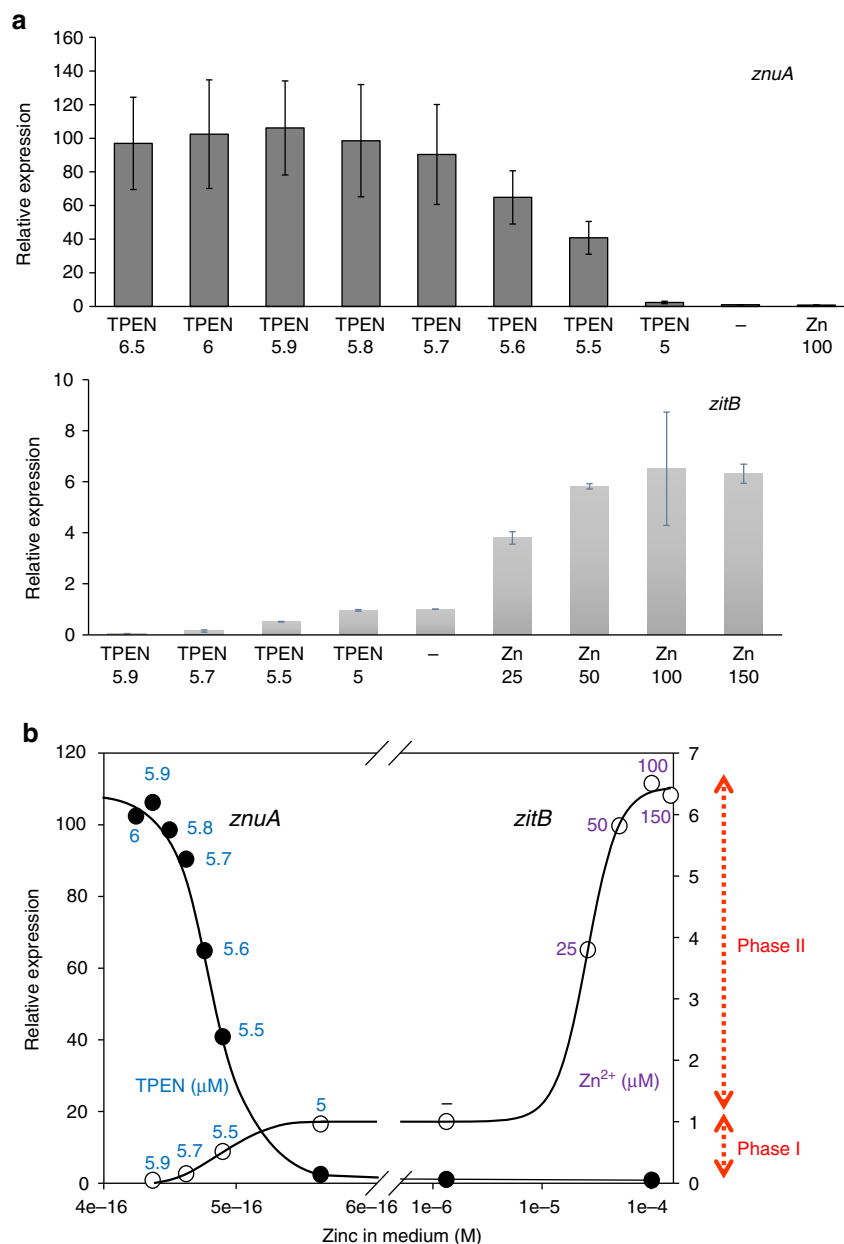 a
160
140
120
100
80
60
40
20
0
Relative expression
znuA
TPEN TPEN TPEN TPEN TPEN TPEN TPEN TPEN – Zn
6.5 6 5.9 5.8 5.7 5.6 5.5 5 100
10
8
6
4
2
0
Relative expression
zitB
TPEN TPEN TPEN TPEN – Zn Zn Zn Zn
5.9 5.7 5.5 5 25 50 100 150
b
120
100
80
60
40
20
0
Relative expression
7
6
5
4
3
2
1
0
5.9
6
5.8
5.7
5.6
5.5
znuA
zitB
100
150
50
25
TPEN (μM)
Zn²⁺ (μM)
5.9
5.7
5.5
5
–
Phase II
Phase I
4e–16 5e–16 6e–16 1e–6 1e–5 1e–4
Zinc in medium (M)